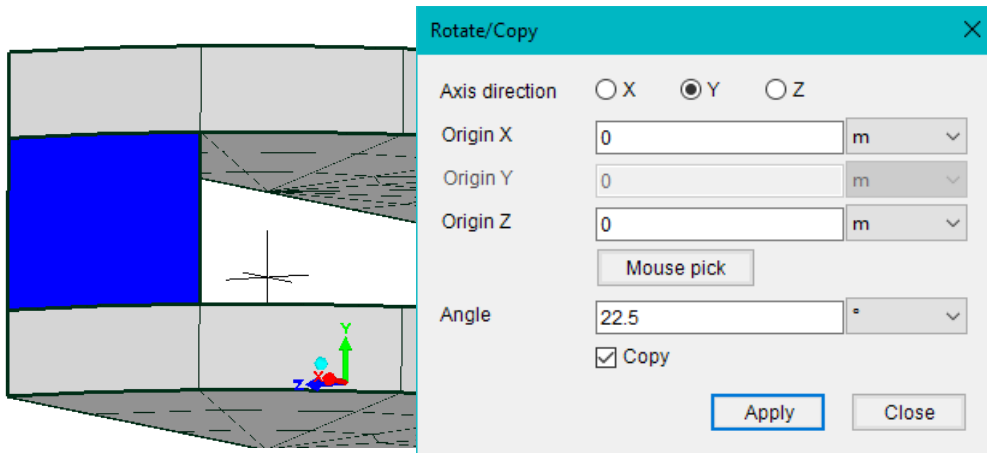 Rotate/Copy
Axis direction X Y Z
Origin X 0 m
Origin Y 0 m
Origin Z 0 m
Mouse pick
Angle 22.5 °
Copy
Apply Close
Y
X
Z